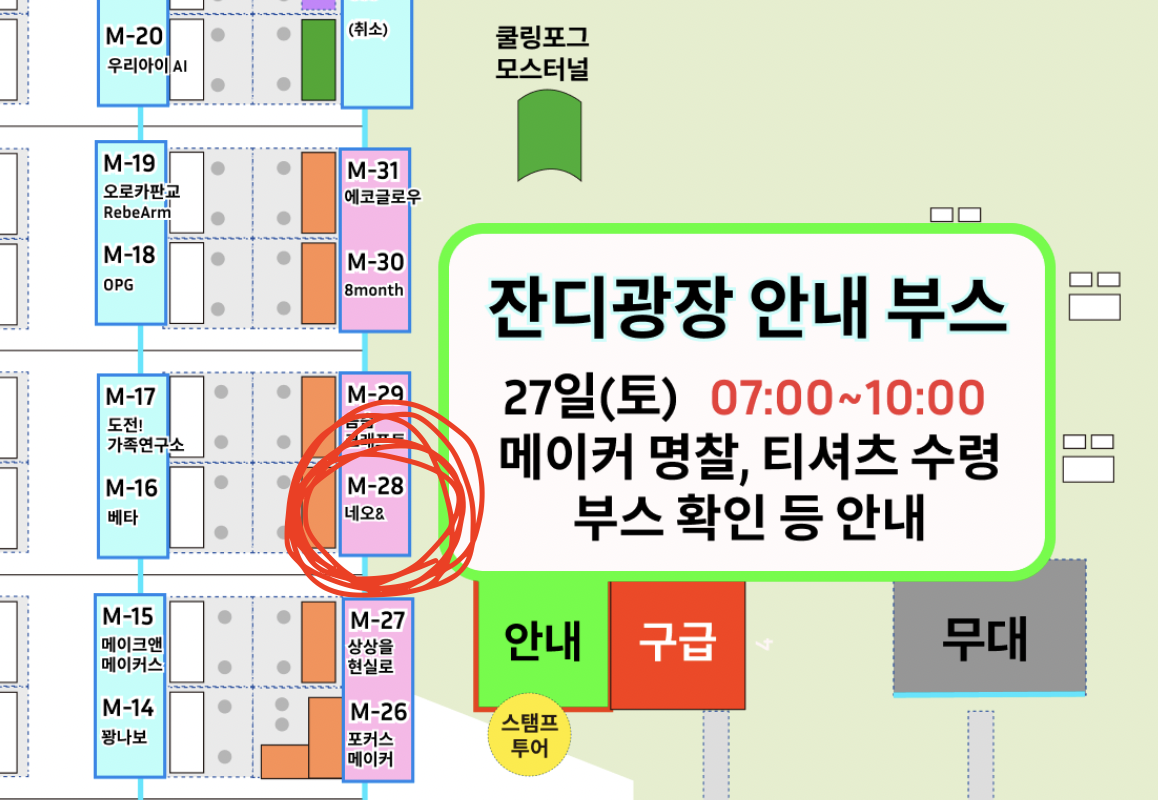 M-20
우리아이 AI
(취소)
쿨링포그
모스터널
M-19
오로카판교
RebeArm
M-18
OPG
M-31
에코글로우
M-30
8month
M-17
도전!
가족연구소
M-16
베타
M-29
M-28
네오&
잔디광장 안내 부스
27일(토) 07:00~10:00
메이커 명찰, 티셔츠 수령
부스 확인 등 안내
M-15
메이크앤
메이커스
M-14
꽝나보
M-27
상상을
현실로
M-26
포커스
메이커
안내
구급
무대
스탬프
투어